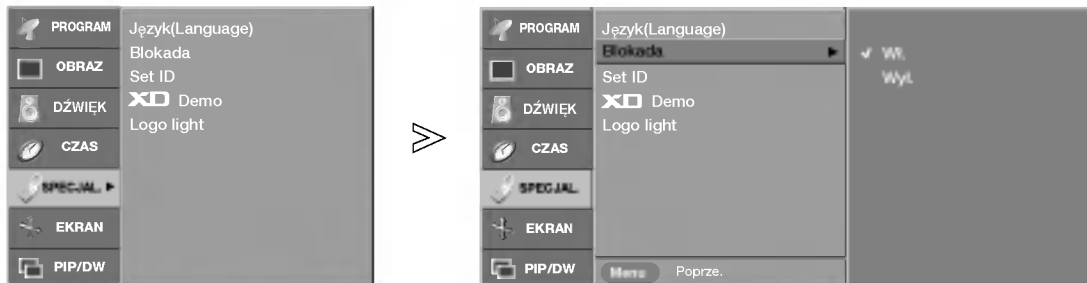 PROGRAM
OBRAZ
DŹWIĘK
CZAS
SPECJAL.
EKRAN
PIP/DW
Język(Language)
Blokada
Set ID
XD Demo
Logo light
PROGRAM
OBRAZ
DŹWIĘK
CZAS
SPECJAL.
EKRAN
PIP/DW
Język(Language)
Blokada
Set ID
XD Demo
Logo light
Menu Poprze.
Wł.
Wył.